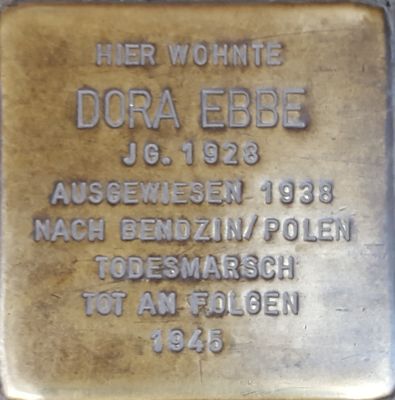 HIER WOHNTE
DORA EBBE
JG. 1928
AUSGEWIESEN 1938
NACH BENDZIN/POLEN
TODESMARSCH
TOT AN FOLGEN
1945